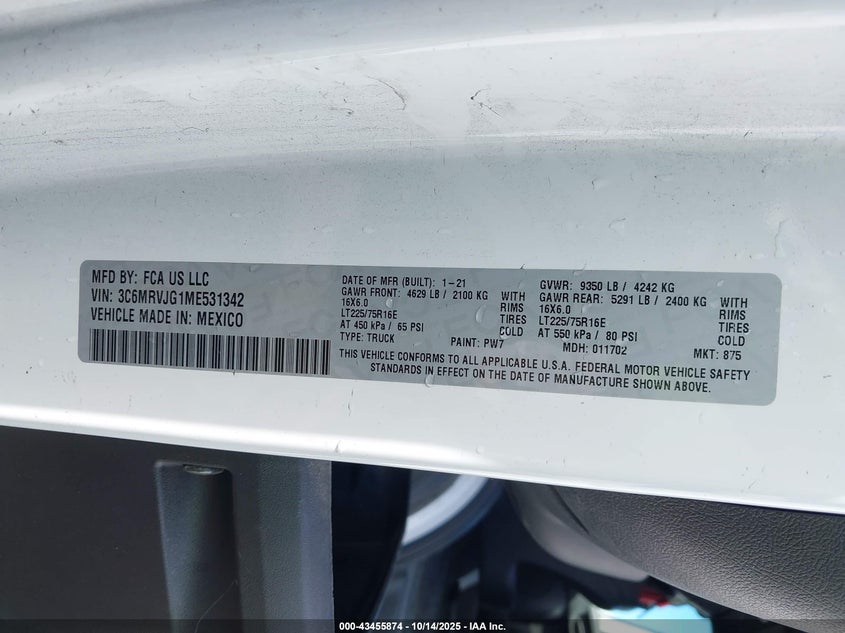 MFD BY: FCA US LLC
VIN: 3C6MRVJG1ME531342
VEHICLE MADE IN: MEXICO
DATE OF MFR (BUILT): 1-21
GAWR FRONT: 4629 LB / 2100 KG WITH
16X6.0 RIMS
LT225/75R16E TIRES
AT 450 kPa / 65 PSI COLD
TYPE: TRUCK PAINT: PW7
GVWR: 9350 LB / 4242 KG
GAWR REAR: 5291 LB / 2400 KG WITH
16X6.0 RIMS
LT225/75R16E TIRES
AT 550 kPa / 80 PSI COLD
MDH: 011702 MKT: 875
THIS VEHICLE CONFORMS TO ALL APPLICABLE U.S.A. FEDERAL MOTOR VEHICLE SAFETY
STANDARDS IN EFFECT ON THE DATE OF MANUFACTURE SHOWN ABOVE.
000-43455874 | 10/14/2025 | IAA Inc.